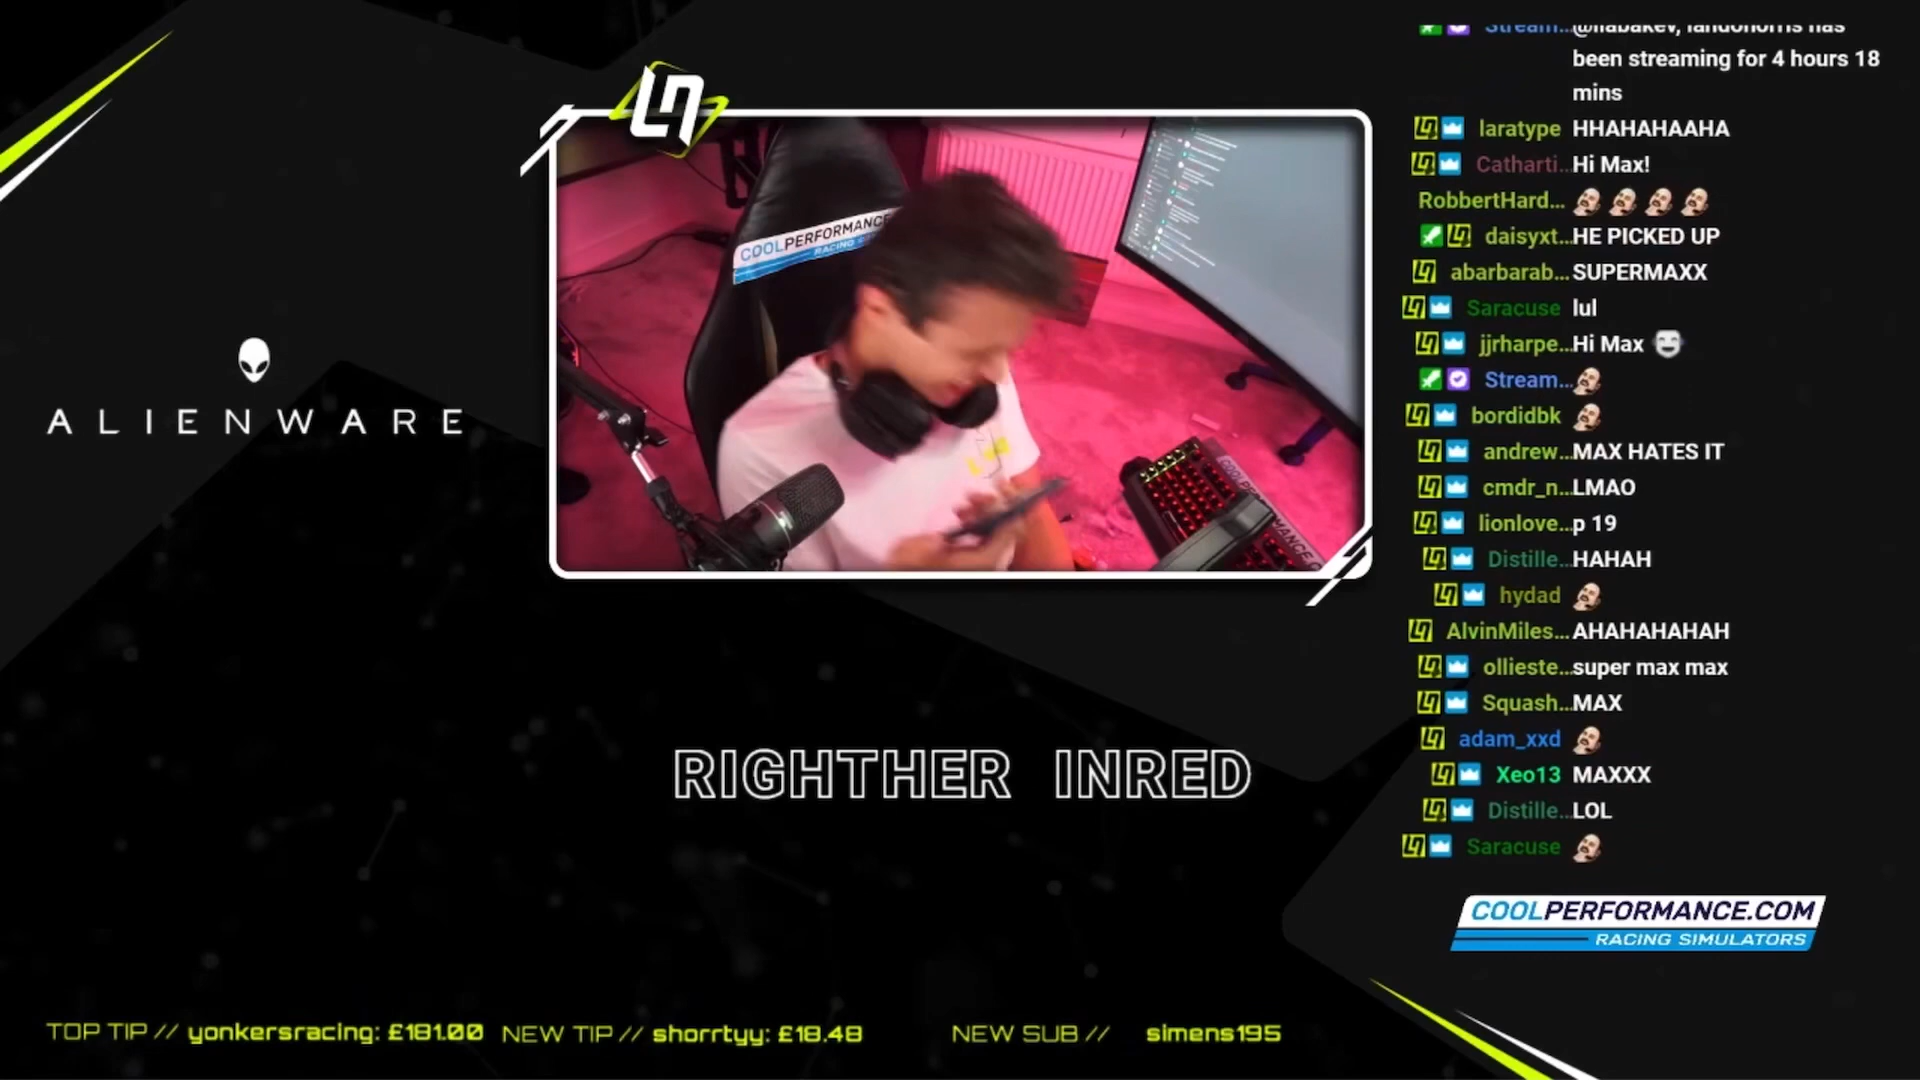 been streaming for 4 hours 18
mins
laratype HHAHAHAAHA
Catharti... Hi Max!
RobbertHard...
daisyxt... HE PICKED UP
abarbarab... SUPERMAXX
Saracuse lul
jjrharpe... Hi Max
Stream...
bordidbk
andrew... MAX HATES IT
cmdr_n... LMAO
lionlove... p 19
Distille... HAHAH
hydad
AlvinMiles... AHAHAHAHAH
ollieste... super max max
Squash... MAX
adam_xxd
Xeo13 MAXXX
Distille... LOL
Saracuse
COOLPERFORMANCE
RACING
ALIENWARE
RIGHTHER INRED
COOLPERFORMANCE.COM
RACING SIMULATORS
TOP TIP // yonkersracing: £181.00 NEW TIP // shorrtyy: £18.48 NEW SUB // simens195